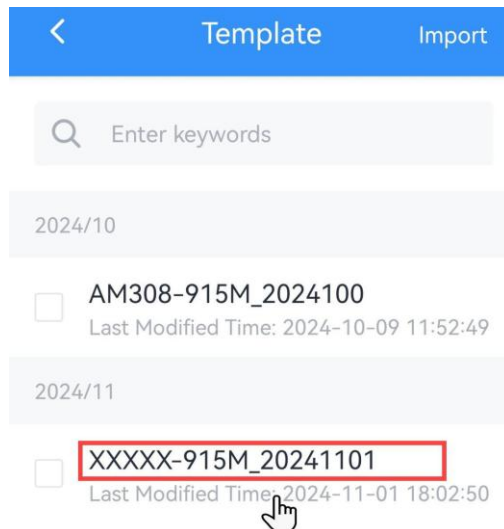 Template Import
Enter keywords
2024/10
AM308-915M_2024100
Last Modified Time: 2024-10-09 11:52:49
2024/11
XXXXX-915M_20241101
Last Modified Time: 2024-11-01 18:02:50